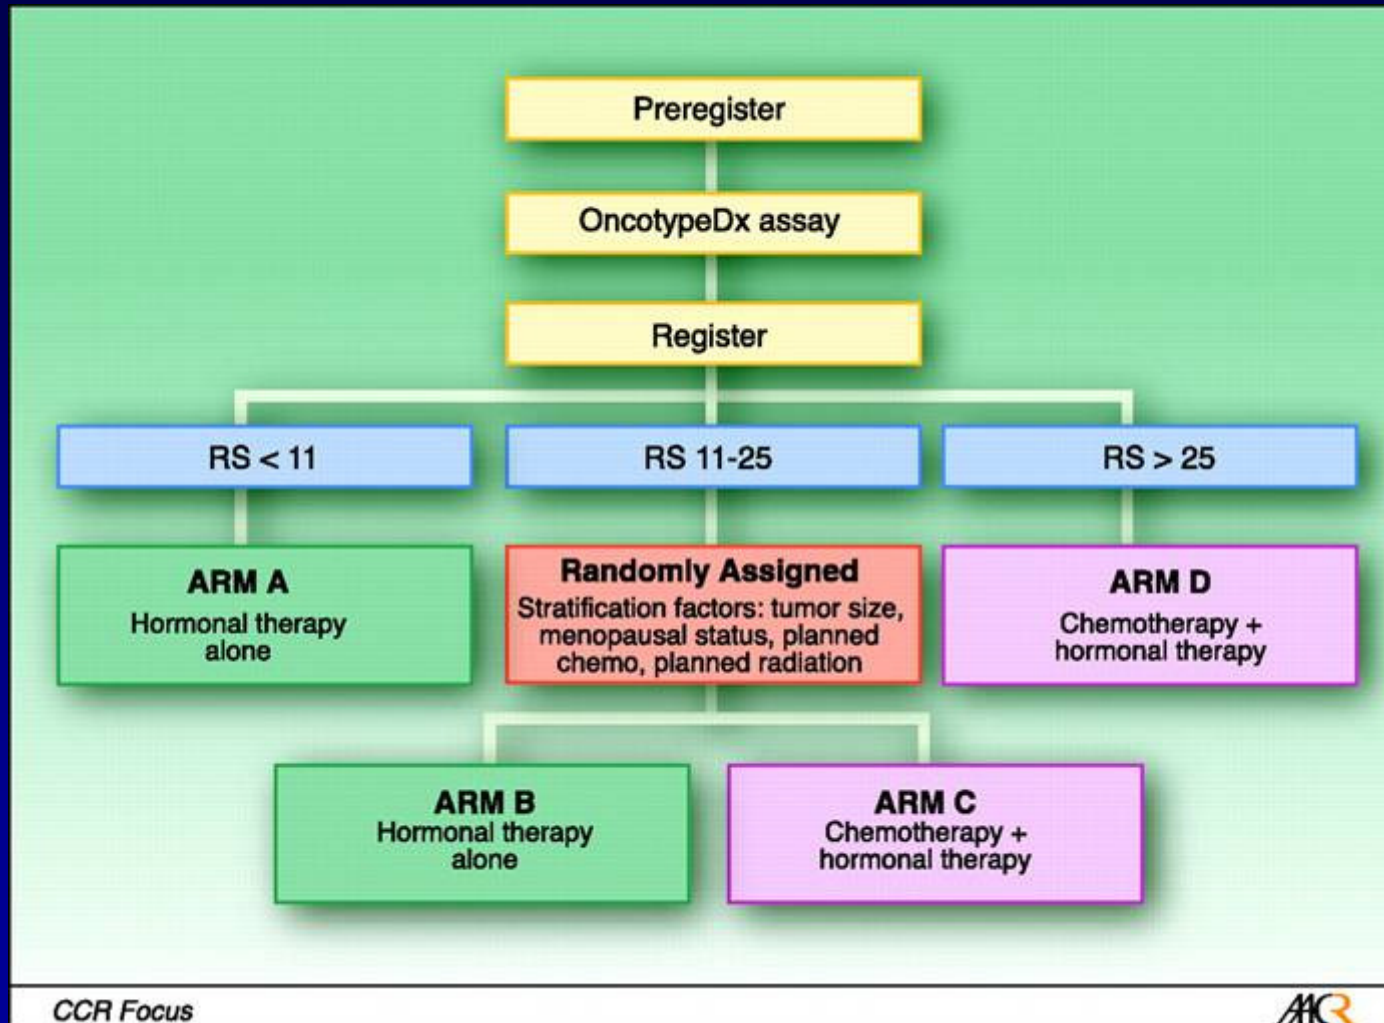 Preregister
OncotypeDx assay
Register
RS < 11
RS 11-25
RS > 25
ARM A
Hormonal therapy
alone
Randomly Assigned
Stratification factors: tumor size,
menopausal status, planned
chemo, planned radiation
ARM D
Chemotherapy +
hormonal therapy
ARM B
Hormonal therapy
alone
ARM C
Chemotherapy +
hormonal therapy
CCR Focus
AACR